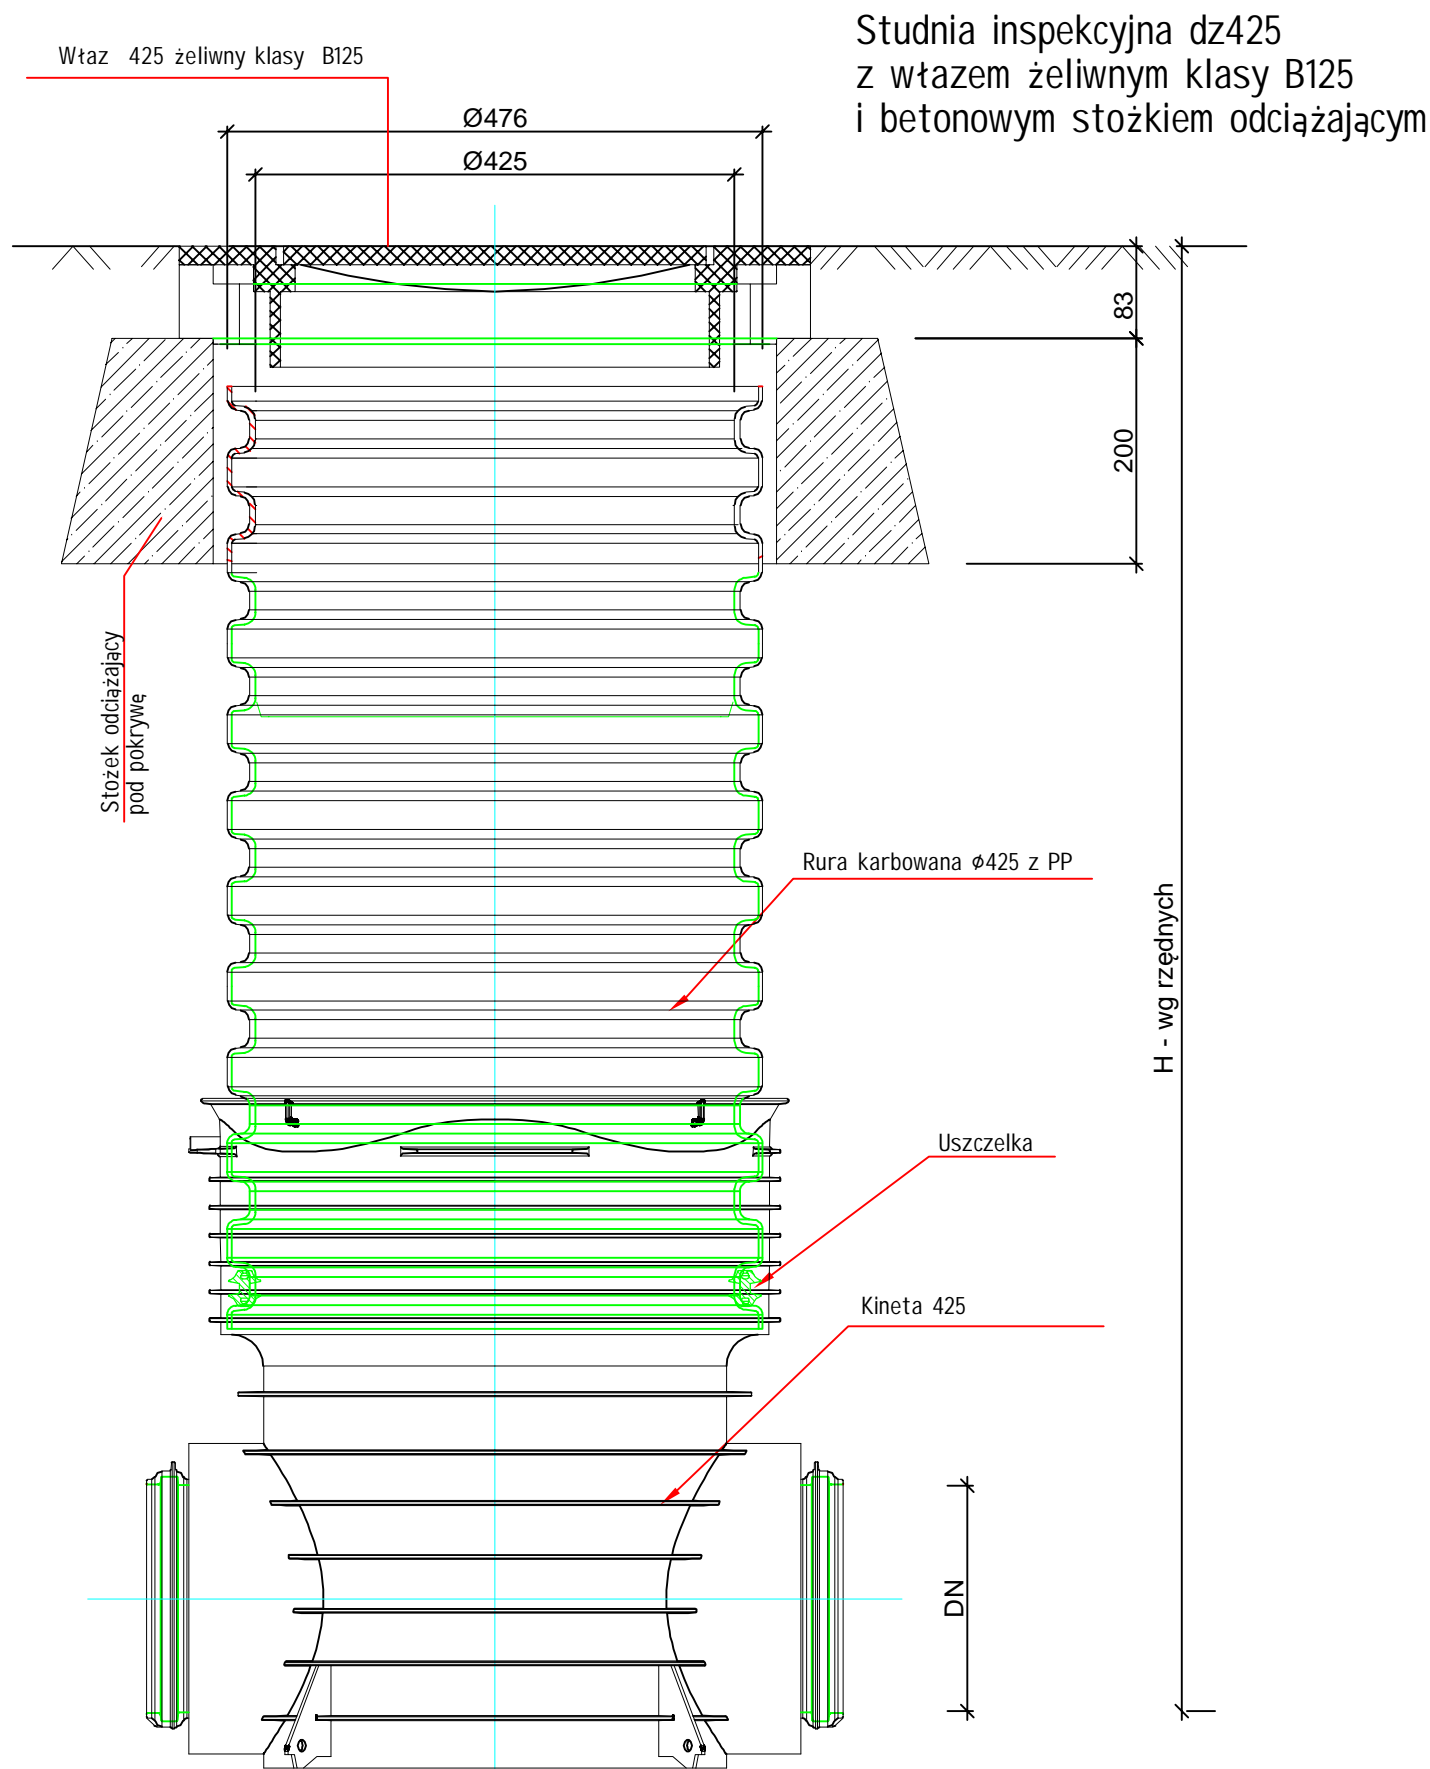 Studnia inspekcyjna dz425
z włazem żeliwnym klasy B125
i betonowym stożkiem odciążającym
Właz 425 żeliwny klasy B125
Ø476
Ø425
83
200
Stożek odciążający
pod pokrywę
Rura karbowana ϕ425 z PP
H - wg rzędnych
Uszczelka
Kineta 425
DN